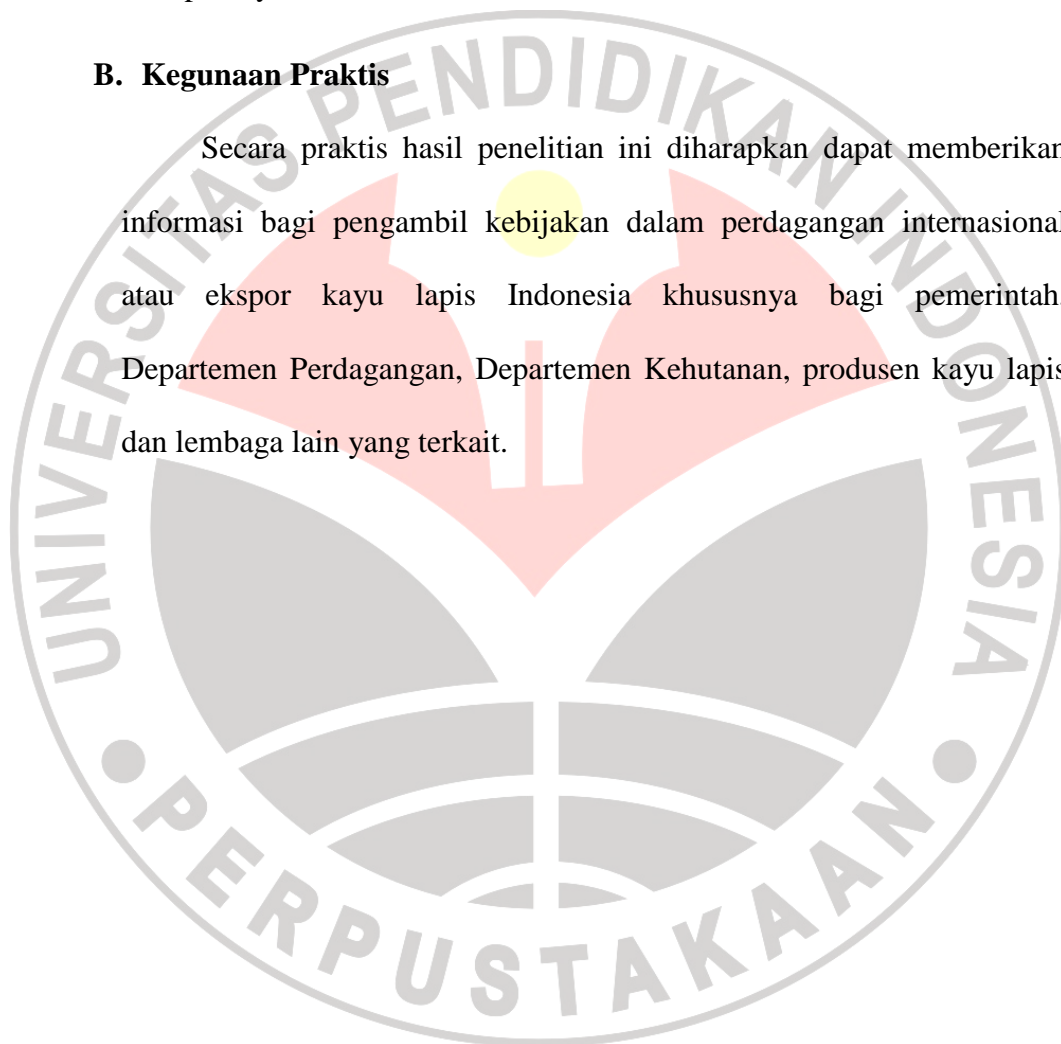 B. Kegunaan Praktis
Secara praktis hasil penelitian ini diharapkan dapat memberikan
informasi bagi pengambil kebijakan dalam perdagangan internasional
atau ekspor kayu lapis Indonesia khususnya bagi pemerintah,
Departemen Perdagangan, Departemen Kehutanan, produsen kayu lapis
dan lembaga lain yang terkait.
UNIVERSITAS PENDIDIKAN INDONESIA
PERPUSTAKAAN